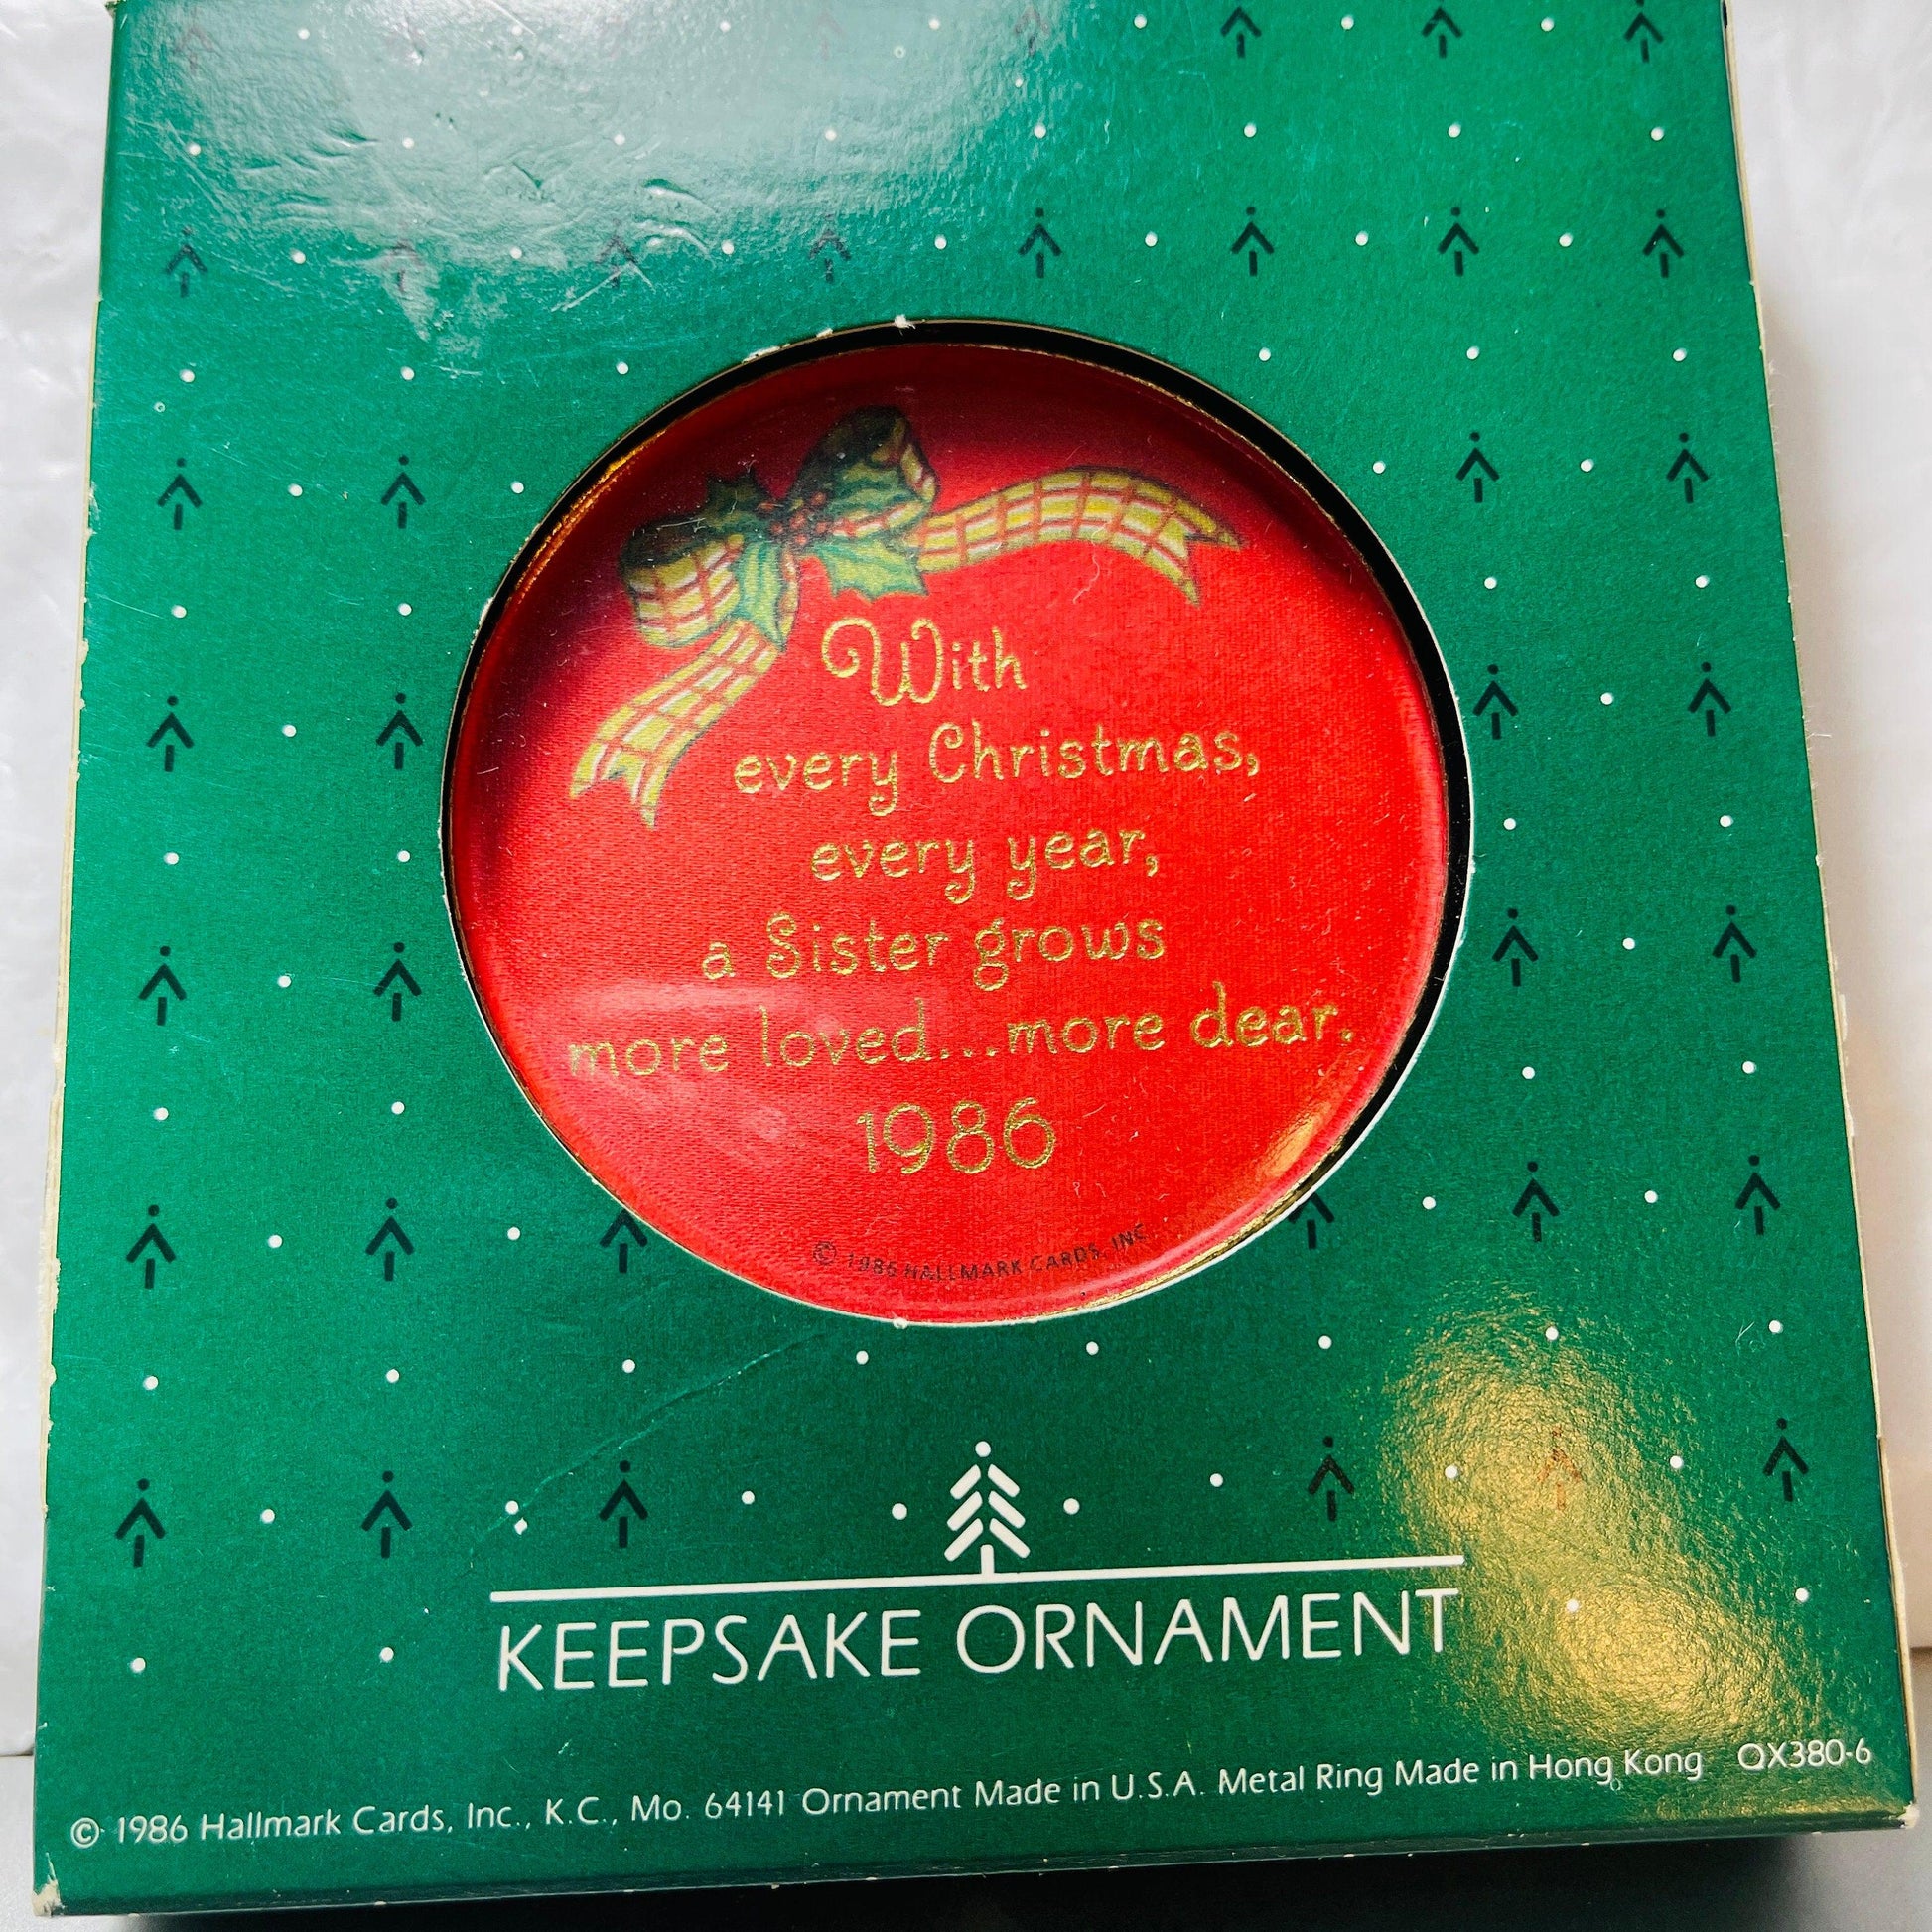 With
every Christmas,
every year,
a Sister grows
more loved...more dear.
1986
© 1986 HALLMARK CARDS, INC.
KEEPSAKE ORNAMENT
© 1986 Hallmark Cards, Inc., K.C., Mo. 64141 Ornament Made in U.S.A. Metal Ring Made in Hong Kong QX380-6